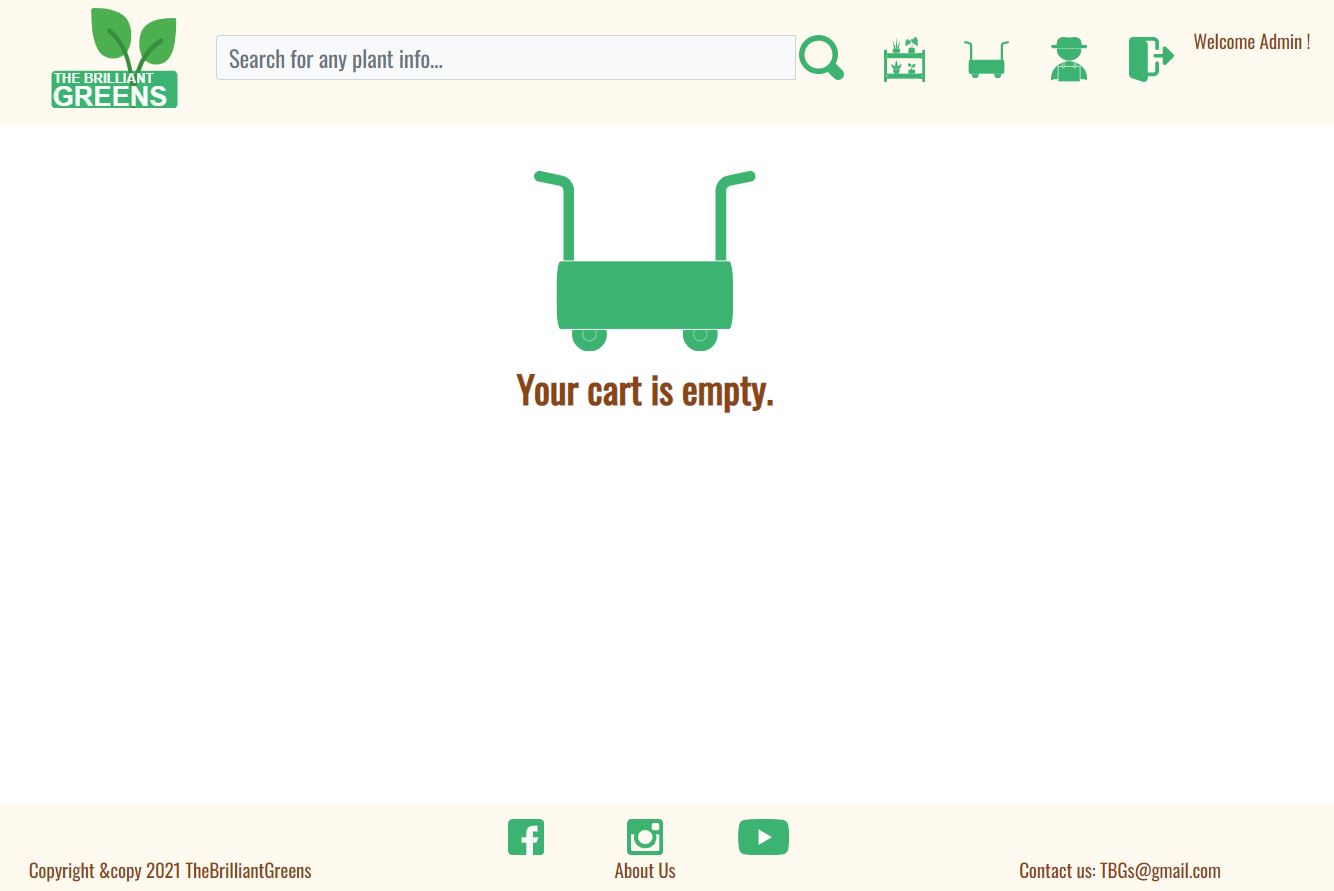 THE BRILLIANT
GREENS
Search for any plant info...
Welcome Admin !
Your cart is empty.
Copyright &copy 2021 TheBrilliantGreens
About Us
Contact us: TBGs@gmail.com